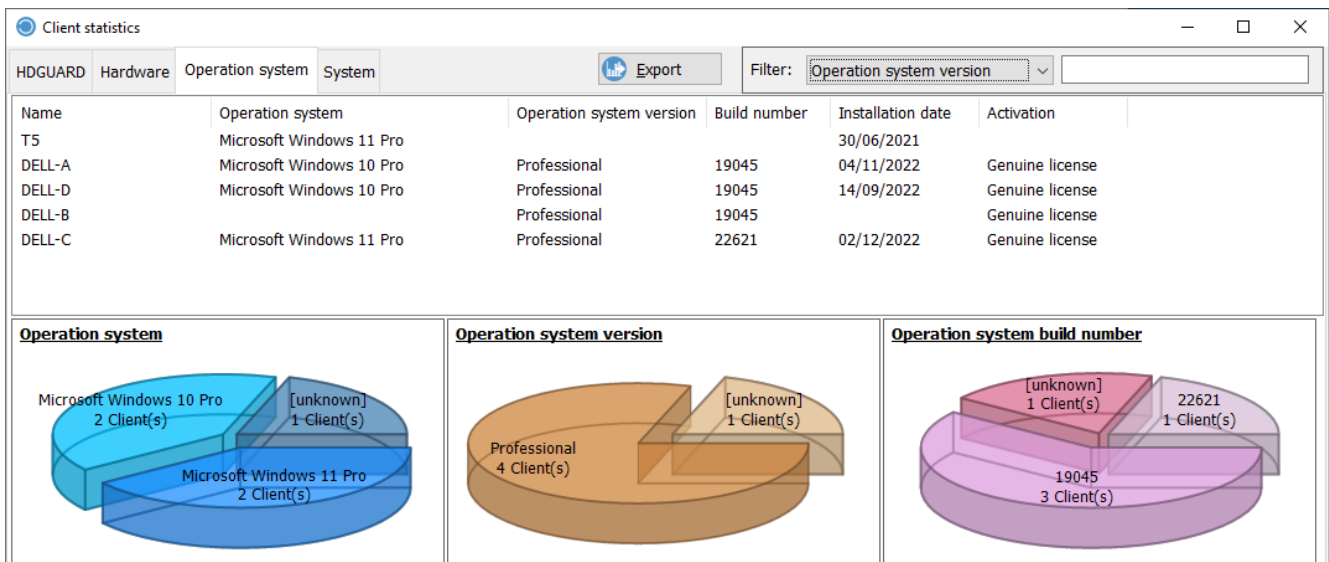 Client statistics
HDGUARD Hardware Operation system System Export Filter: Operation system version
Name Operation system Operation system version Build number Installation date Activation
T5 Microsoft Windows 11 Pro 30/06/2021
DELL-A Microsoft Windows 10 Pro Professional 19045 04/11/2022 Genuine license
DELL-D Microsoft Windows 10 Pro Professional 19045 14/09/2022 Genuine license
DELL-B Professional 19045 Genuine license
DELL-C Microsoft Windows 11 Pro Professional 22621 02/12/2022 Genuine license
Operation system
Microsoft Windows 10 Pro
2 Client(s)
[unknown]
1 Client(s)
Microsoft Windows 11 Pro
2 Client(s)
Operation system version
[unknown]
1 Client(s)
Professional
4 Client(s)
Operation system build number
[unknown]
1 Client(s)
22621
1 Client(s)
19045
3 Client(s)